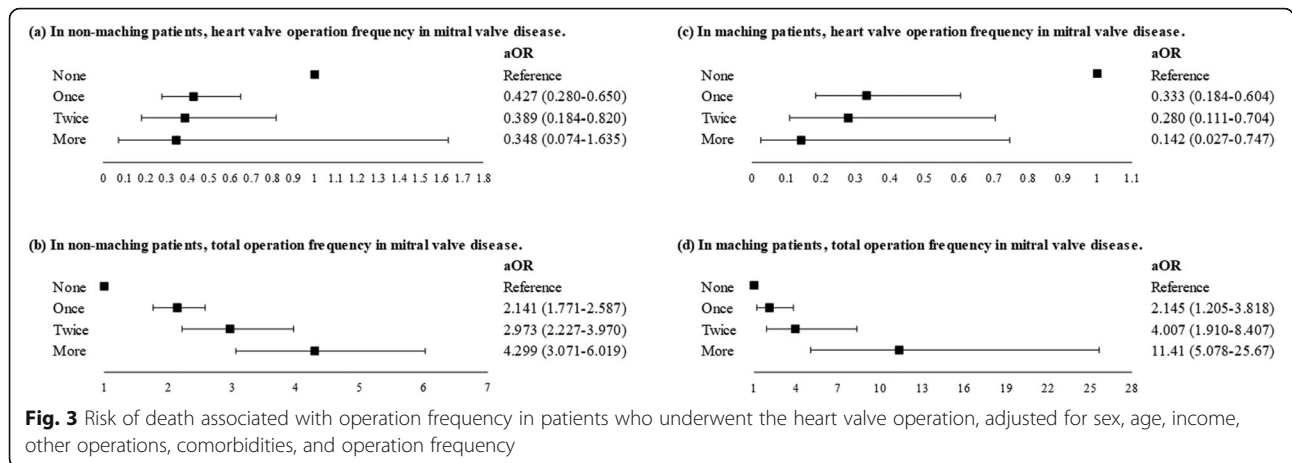 (a) In non-maching patients, heart valve operation frequency in mitral valve disease.
aOR
None Reference
Once 0.427 (0.280-0.650)
Twice 0.389 (0.184-0.820)
More 0.348 (0.074-1.635)
0 0.1 0.2 0.3 0.4 0.5 0.6 0.7 0.8 0.9 1 1.1 1.2 1.3 1.4 1.5 1.6 1.7 1.8
(b) In non-maching patients, total operation frequency in mitral valve disease.
aOR
None Reference
Once 2.141 (1.771-2.587)
Twice 2.973 (2.227-3.970)
More 4.299 (3.071-6.019)
1 2 3 4 5 6 7
(c) In maching patients, heart valve operation frequency in mitral valve disease.
aOR
None Reference
Once 0.333 (0.184-0.604)
Twice 0.280 (0.111-0.704)
More 0.142 (0.027-0.747)
0 0.1 0.2 0.3 0.4 0.5 0.6 0.7 0.8 0.9 1 1.1
(d) In maching patients, total operation frequency in mitral valve disease.
aOR
None Reference
Once 2.145 (1.205-3.818)
Twice 4.007 (1.910-8.407)
More 11.41 (5.078-25.67)
1 4 7 10 13 16 19 22 25 28
Fig. 3 Risk of death associated with operation frequency in patients who underwent the heart valve operation, adjusted for sex, age, income,
other operations, comorbidities, and operation frequency